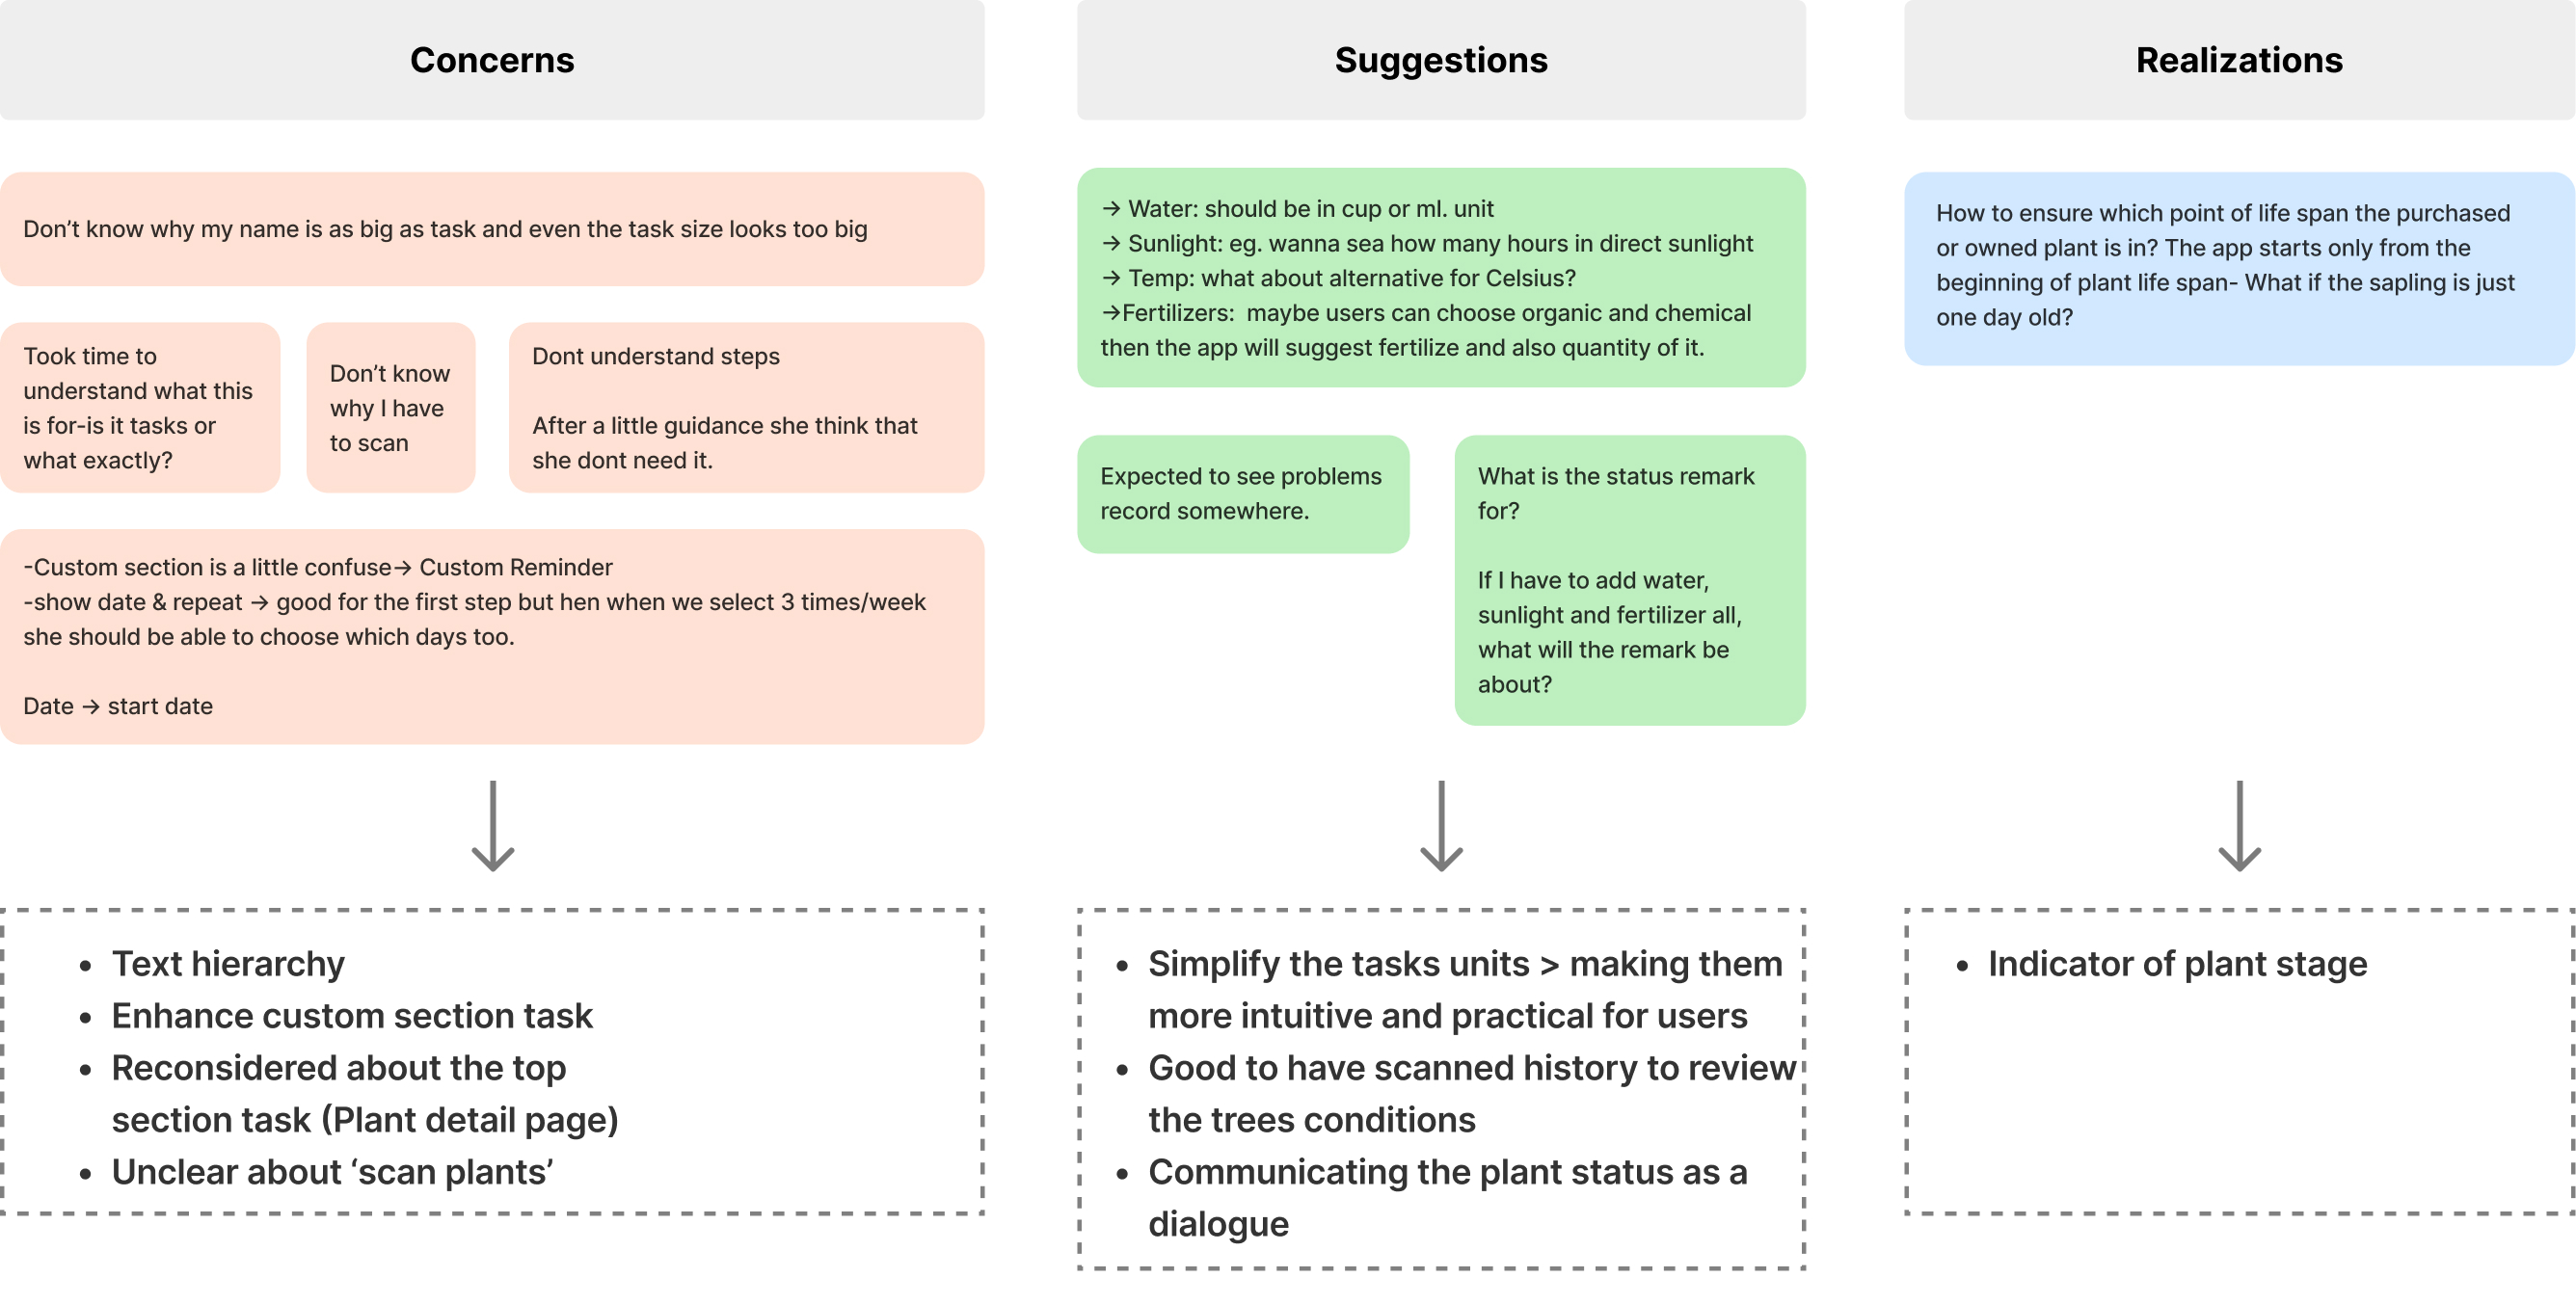 Concerns
Don’t know why my name is as big as task and even the task size looks too big
Took time to
understand what this
is for-is it tasks or
what exactly?
Don’t know
why I have
to scan
Dont understand steps
After a little guidance she think that
she dont need it.
-Custom section is a little confuse→ Custom Reminder
-show date & repeat → good for the first step but hen when we select 3 times/week
she should be able to choose which days too.
Date → start date
• Text hierarchy
• Enhance custom section task
• Reconsidered about the top
section task (Plant detail page)
• Unclear about ‘scan plants’
Suggestions
→ Water: should be in cup or ml. unit
→ Sunlight: eg. wanna sea how many hours in direct sunlight
→ Temp: what about alternative for Celsius?
→Fertilizers:  maybe users can choose organic and chemical
then the app will suggest fertilize and also quantity of it.
Expected to see problems
record somewhere.
What is the status remark
for?
If I have to add water,
sunlight and fertilizer all,
what will the remark be
about?
• Simplify the tasks units > making them
more intuitive and practical for users
• Good to have scanned history to review
the trees conditions
• Communicating the plant status as a
dialogue
Realizations
How to ensure which point of life span the purchased
or owned plant is in? The app starts only from the
beginning of plant life span- What if the sapling is just
one day old?
• Indicator of plant stage